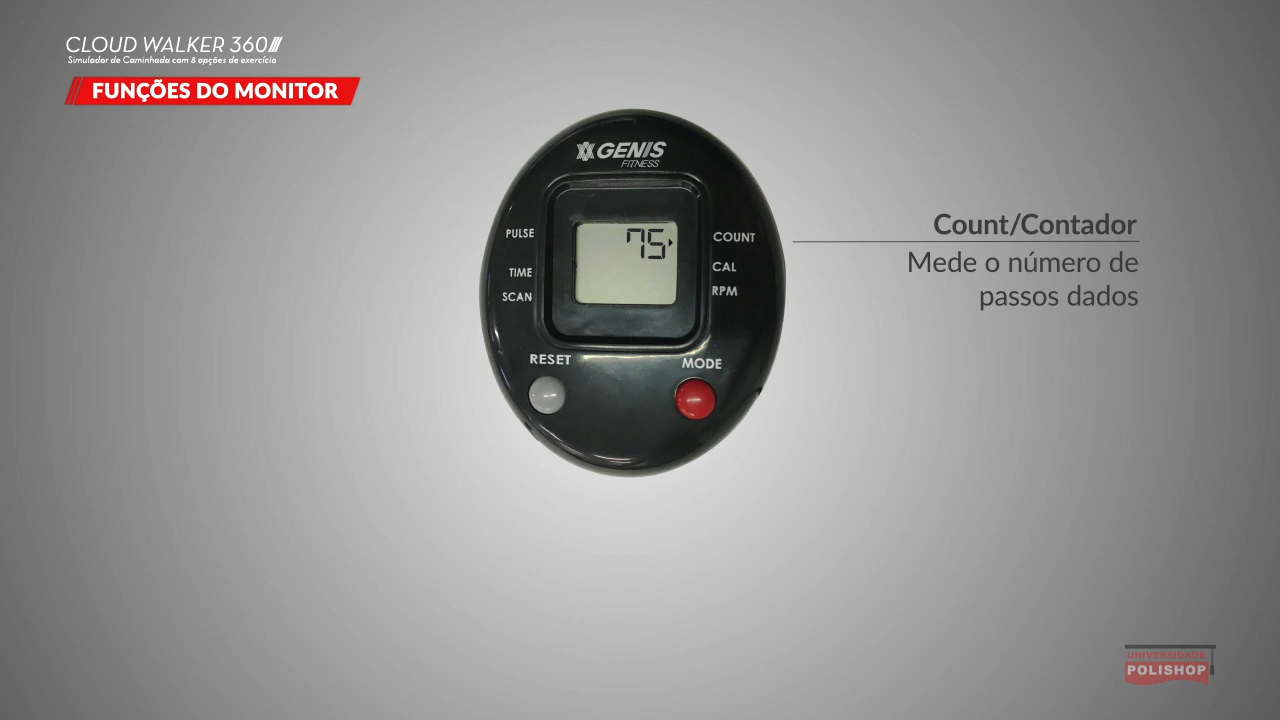 CLOUD WALKER 360
Simulador de Caminhada com 8 opções de exercício
FUNÇÕES DO MONITOR
GENIS
FITNESS
PULSE
TIME
SCAN
75
COUNT
CAL
RPM
RESET
MODE
Count/Contador
Mede o número de
passos dados
UNIVERSIDADE
POLISHOP